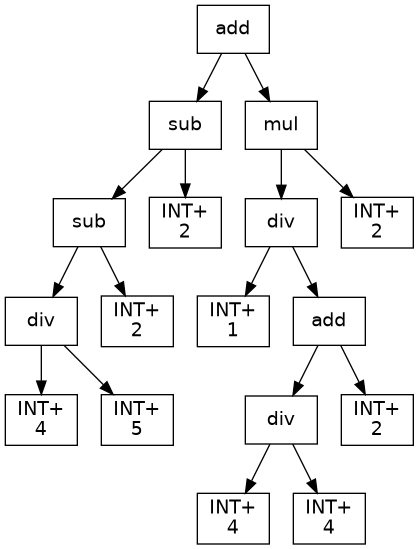 add
sub
mul
sub
INT+
2
div
INT+
2
div
INT+
2
INT+
1
add
INT+
4
INT+
5
div
INT+
2
INT+
4
INT+
4